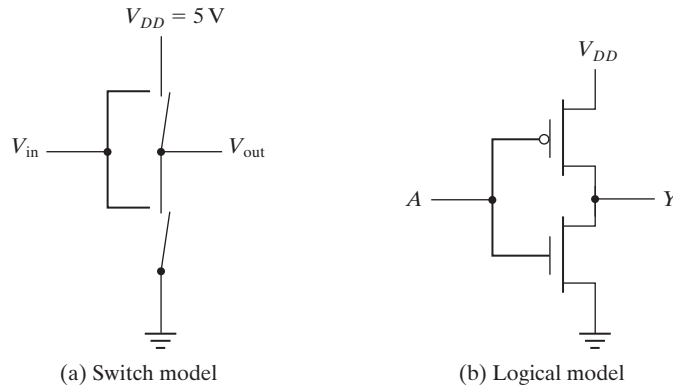 V_DD = 5 V
V_in
V_out
(a) Switch model
V_DD
A
Y
(b) Logical model